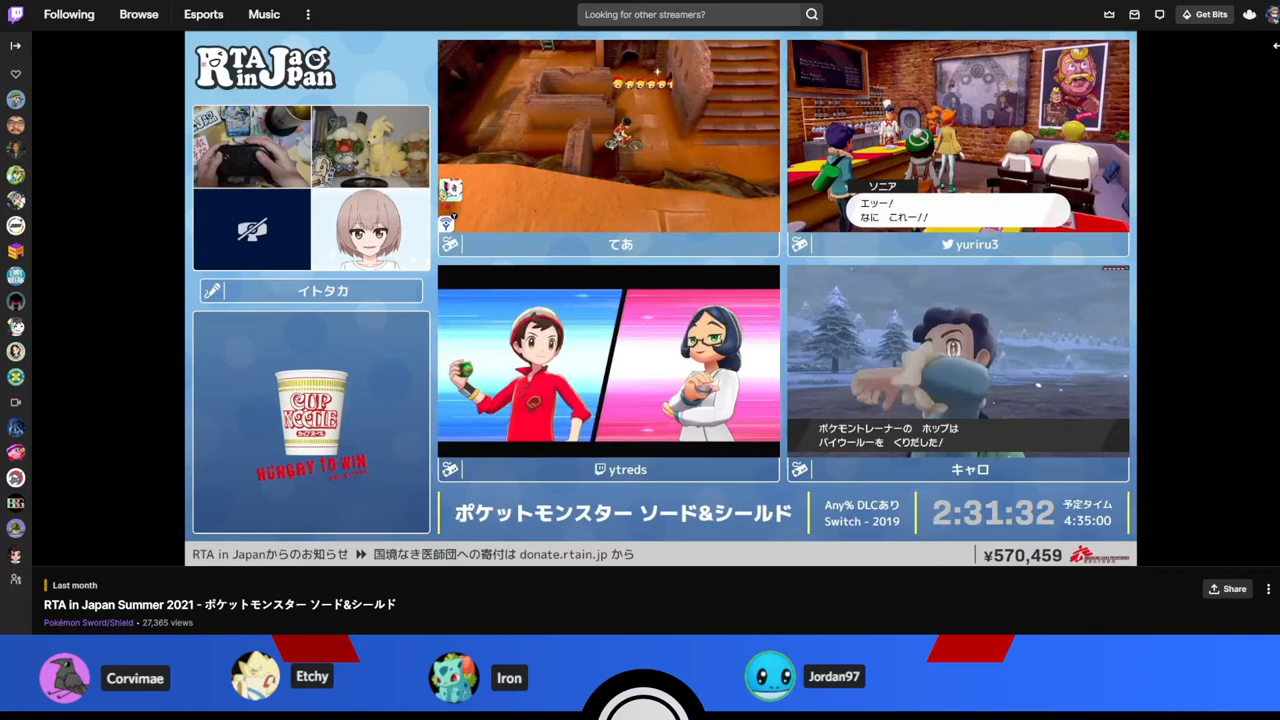 Following
Browse
Esports
Music
Looking for other streamers?
Get Bits
RTA
in Japan
ソニア
エッー!
なに これー!!
てあ
yuriru3
イトタカ
CUP
NOODLE
カップヌードル
HUNGRY TO WIN
ポケモントレーナーの ホップは
バイウールーを くりだした!
ytreds
キャロ
ポケットモンスター ソード&シールド
Any% DLCあり
Switch - 2019
2:31:32
予定タイム
4:35:00
RTA in Japanからのお知らせ
国境なき医師団への寄付は donate.rtain.jp から
¥570,459
Last month
RTA in Japan Summer 2021 - ポケットモンスター ソード&シールド
Share
Pokémon Sword/Shield • 27,365 views
Corvimae
Etchy
Iron
Jordan97